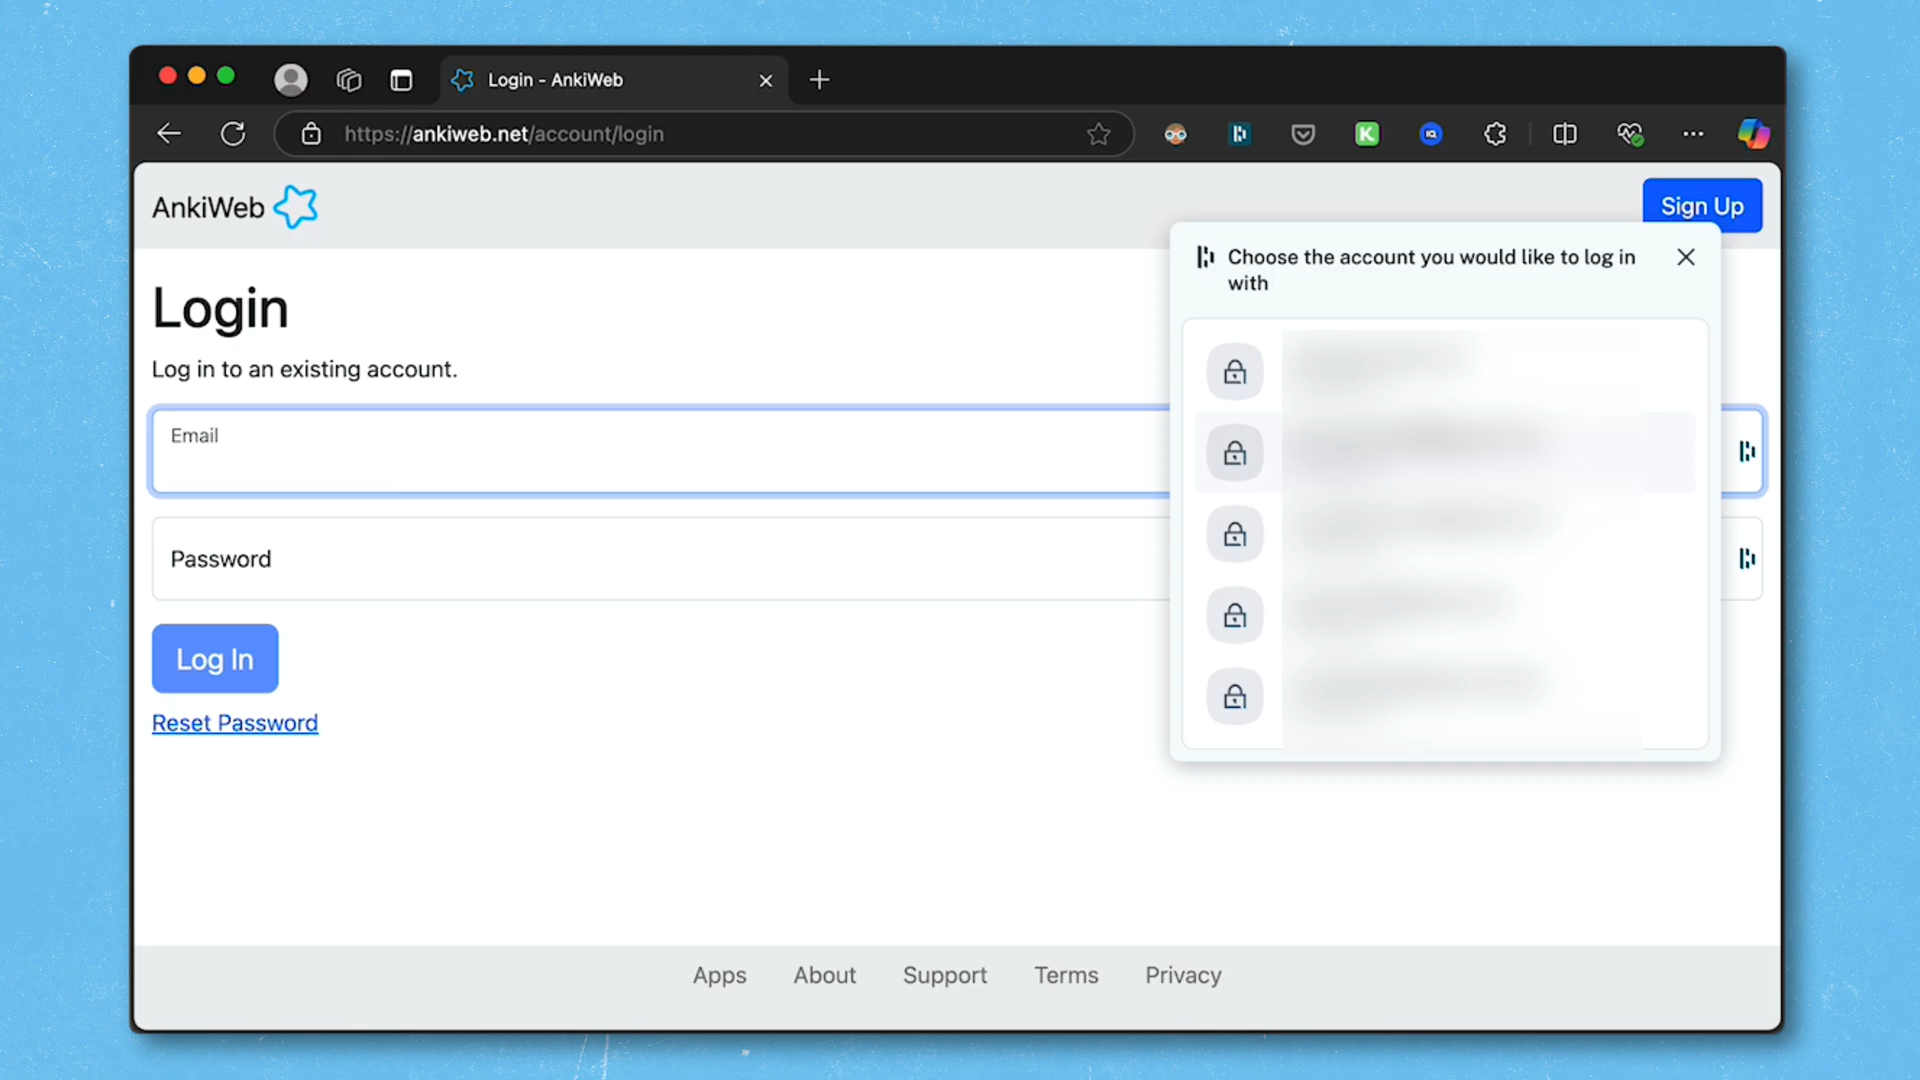 Login - AnkiWeb
https://ankiweb.net/account/login
AnkiWeb
Sign Up
Choose the account you would like to log in
with
Login
Log in to an existing account.
Email
Password
Log In
Reset Password
Apps About Support Terms Privacy